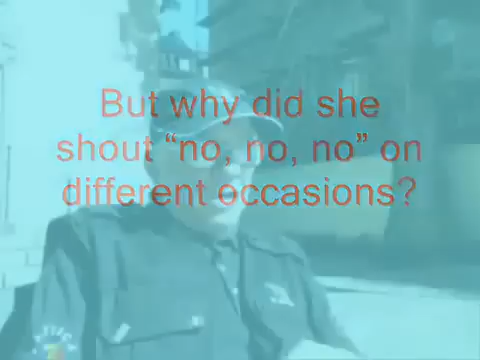 But why did she
shout “no, no, no” on
different occasions?